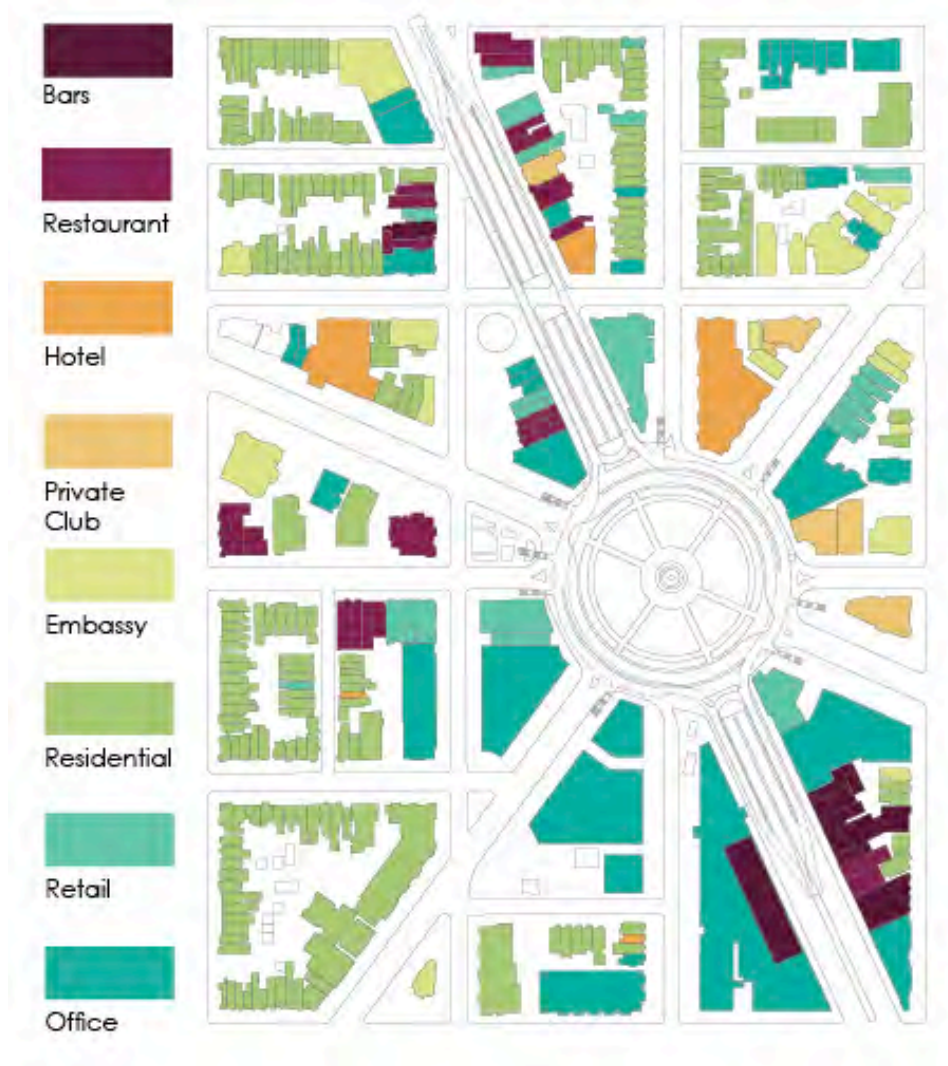 Bars
Restaurant
Hotel
Private
Club
Embassy
Residential
Retail
Office